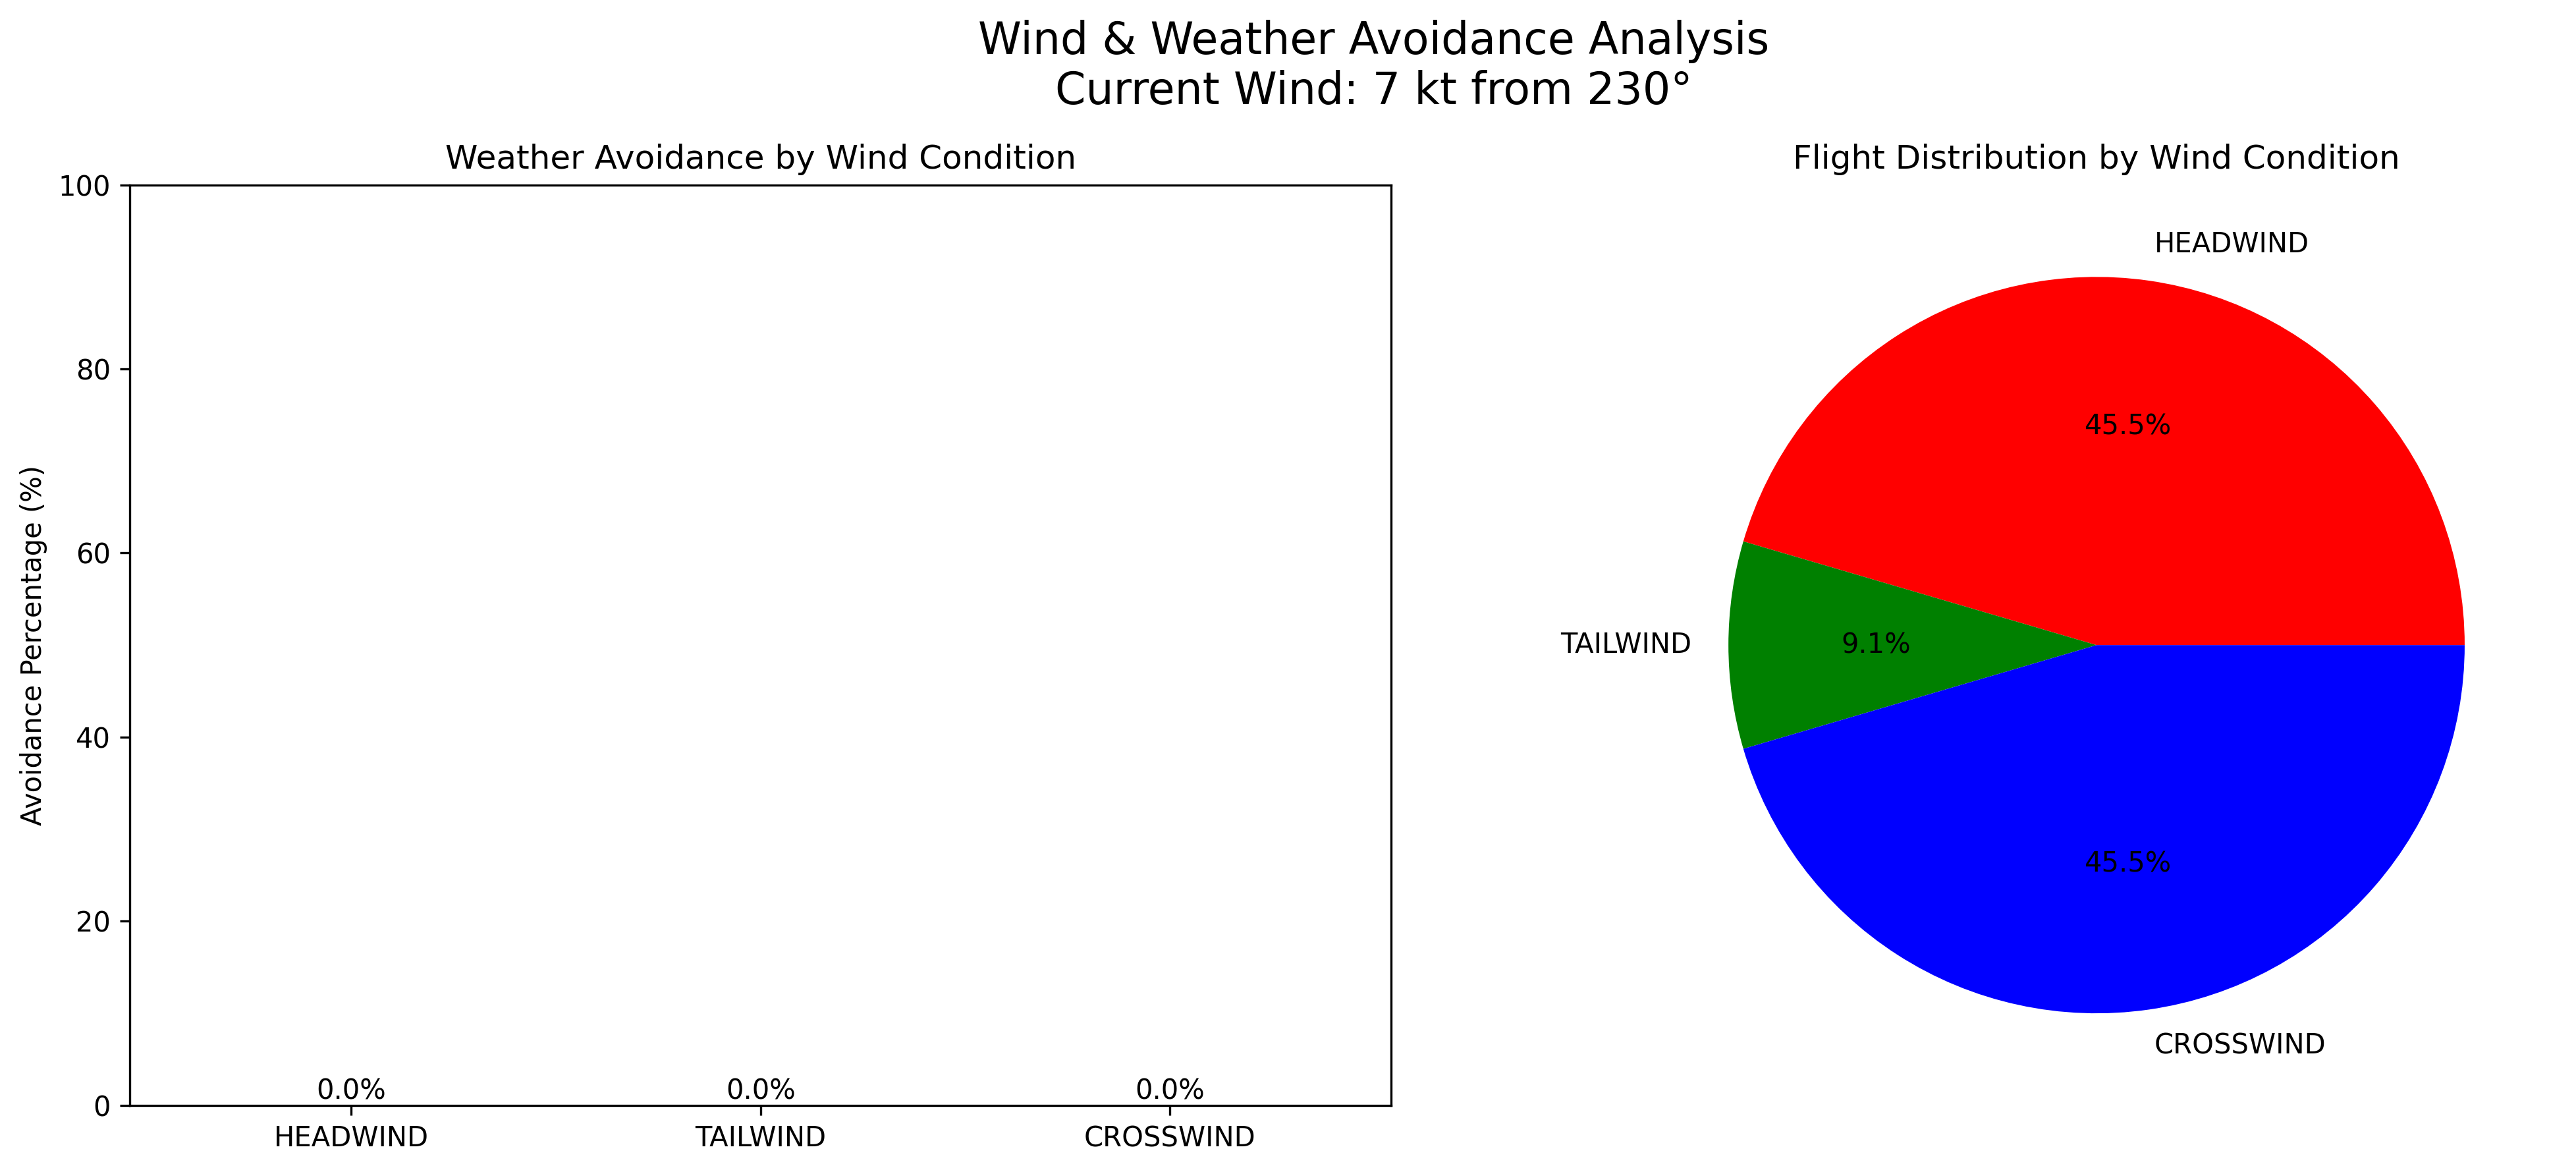 Wind & Weather Avoidance Analysis
Current Wind: 7 kt from 230°
Weather Avoidance by Wind Condition
100
80
60
40
20
0
Avoidance Percentage (%)
0.0%
0.0%
0.0%
HEADWIND
TAILWIND
CROSSWIND
Flight Distribution by Wind Condition
HEADWIND
45.5%
TAILWIND
9.1%
45.5%
CROSSWIND